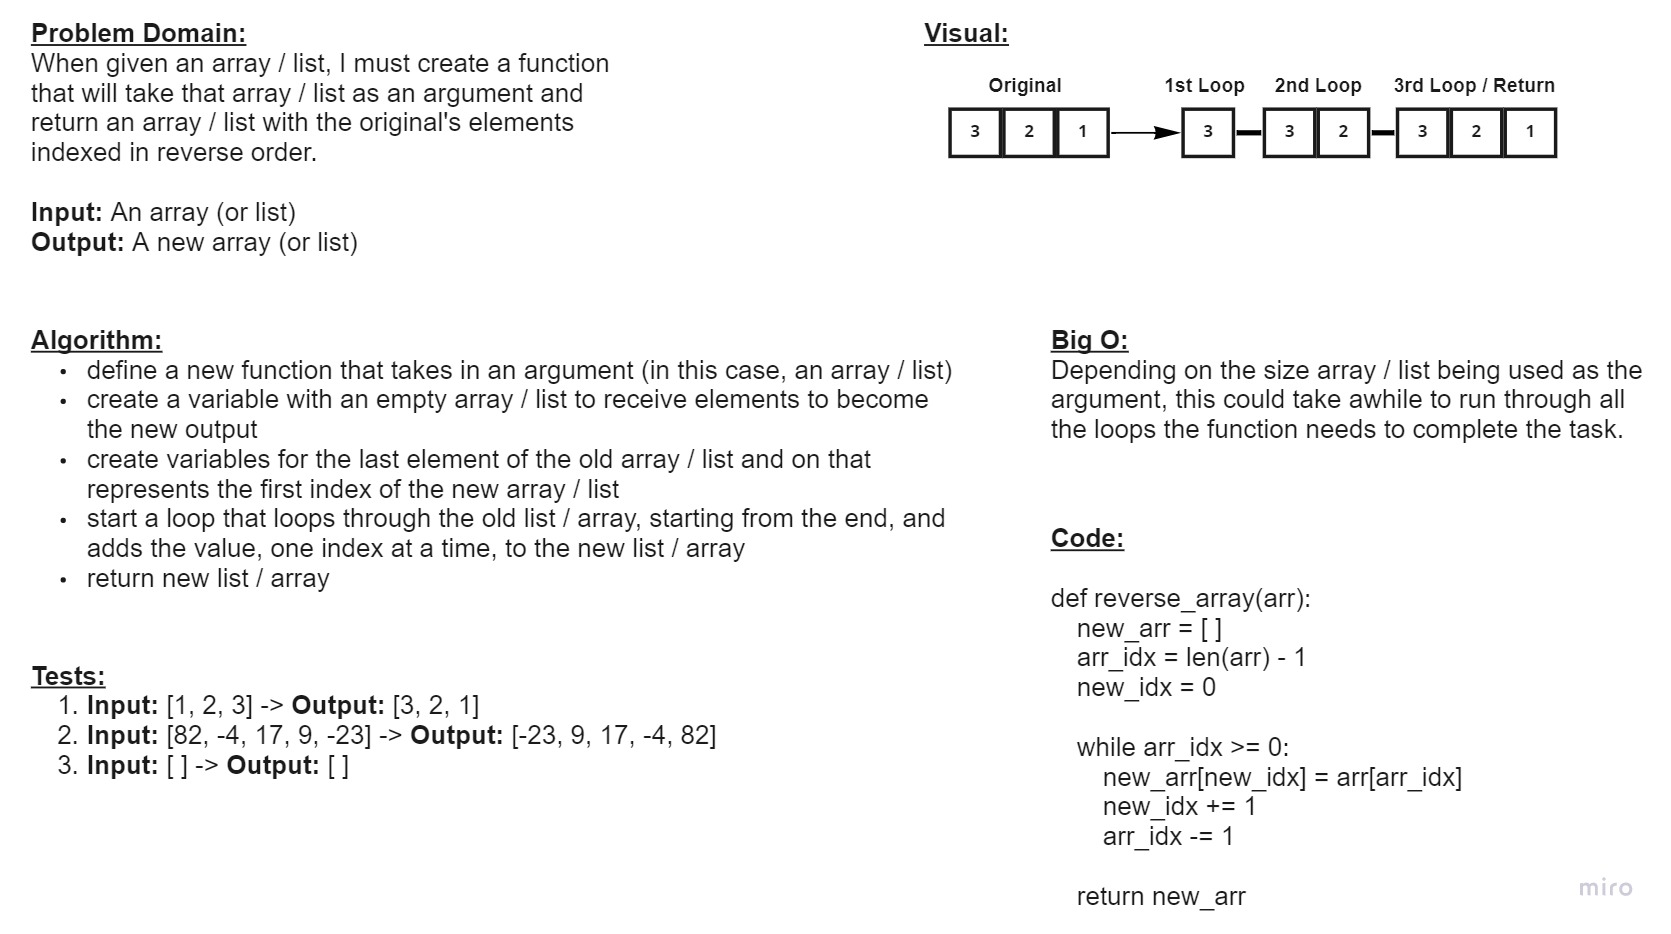 Problem Domain:
When given an array / list, I must create a function
that will take that array / list as an argument and
return an array / list with the original's elements
indexed in reverse order.
Input: An array (or list)
Output: A new array (or list)
Visual:
Original 1st Loop 2nd Loop 3rd Loop / Return
3 2 1 3 3 2 3 2 1
Algorithm:
• define a new function that takes in an argument (in this case, an array / list)
• create a variable with an empty array / list to receive elements to become
the new output
• create variables for the last element of the old array / list and on that
represents the first index of the new array / list
• start a loop that loops through the old list / array, starting from the end, and
adds the value, one index at a time, to the new list / array
• return new list / array
Big O:
Depending on the size array / list being used as the
argument, this could take awhile to run through all
the loops the function needs to complete the task.
Tests:
1. Input: [1, 2, 3] -> Output: [3, 2, 1]
2. Input: [82, -4, 17, 9, -23] -> Output: [-23, 9, 17, -4, 82]
3. Input: [ ] -> Output: [ ]
Code:
def reverse_array(arr):
new_arr = [ ]
arr_idx = len(arr) - 1
new_idx = 0
while arr_idx >= 0:
new_arr[new_idx] = arr[arr_idx]
new_idx += 1
arr_idx -= 1
return new_arr
miro